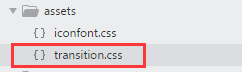 assets
{} iconfont.css
{} transition.css